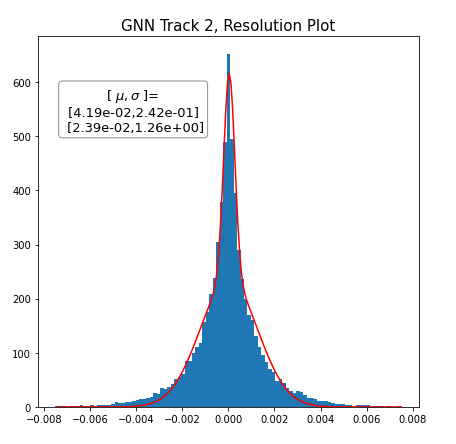 GNN Track 2, Resolution Plot
600
500
400
300
200
100
0
[ μ, σ ]=
[4.19e-02,2.42e-01]
[2.39e-02,1.26e+00]
−0.008 −0.006 −0.004 −0.002 0.000 0.002 0.004 0.006 0.008